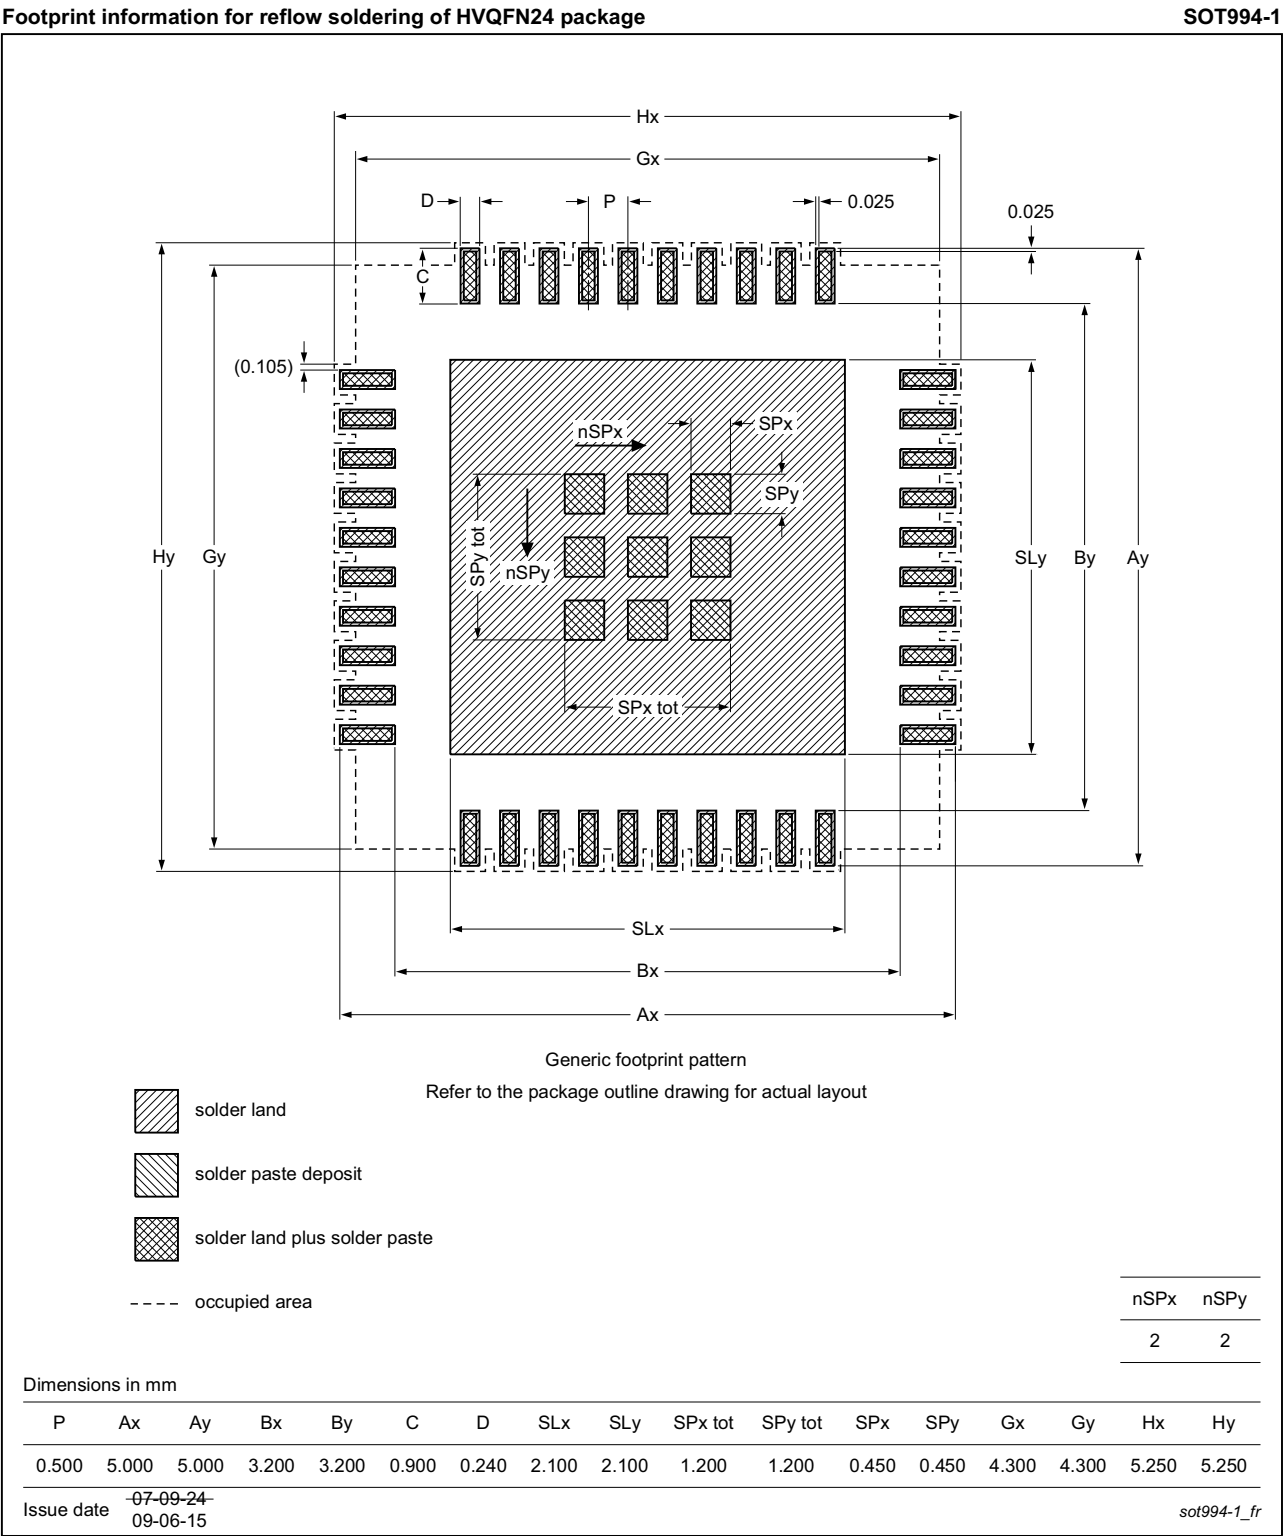 Footprint information for reflow soldering of HVQFN24 package SOT994-1
Hx
Gx
D P 0.025
0.025
C
(0.105)
nSPx SPx
SPy
SPy tot
nSPy
Hy Gy SLy By Ay
SPx tot
SLx
Bx
Ax
Generic footprint pattern
Refer to the package outline drawing for actual layout
solder land
solder paste deposit
solder land plus solder paste
occupied area
nSPx nSPy
2 2
Dimensions in mm
P Ax Ay Bx By C D SLx SLy SPx tot SPy tot SPx SPy Gx Gy Hx Hy
0.500 5.000 5.000 3.200 3.200 0.900 0.240 2.100 2.100 1.200 1.200 0.450 0.450 4.300 4.300 5.250 5.250
Issue date 07-09-24
09-06-15
sot994-1_fr